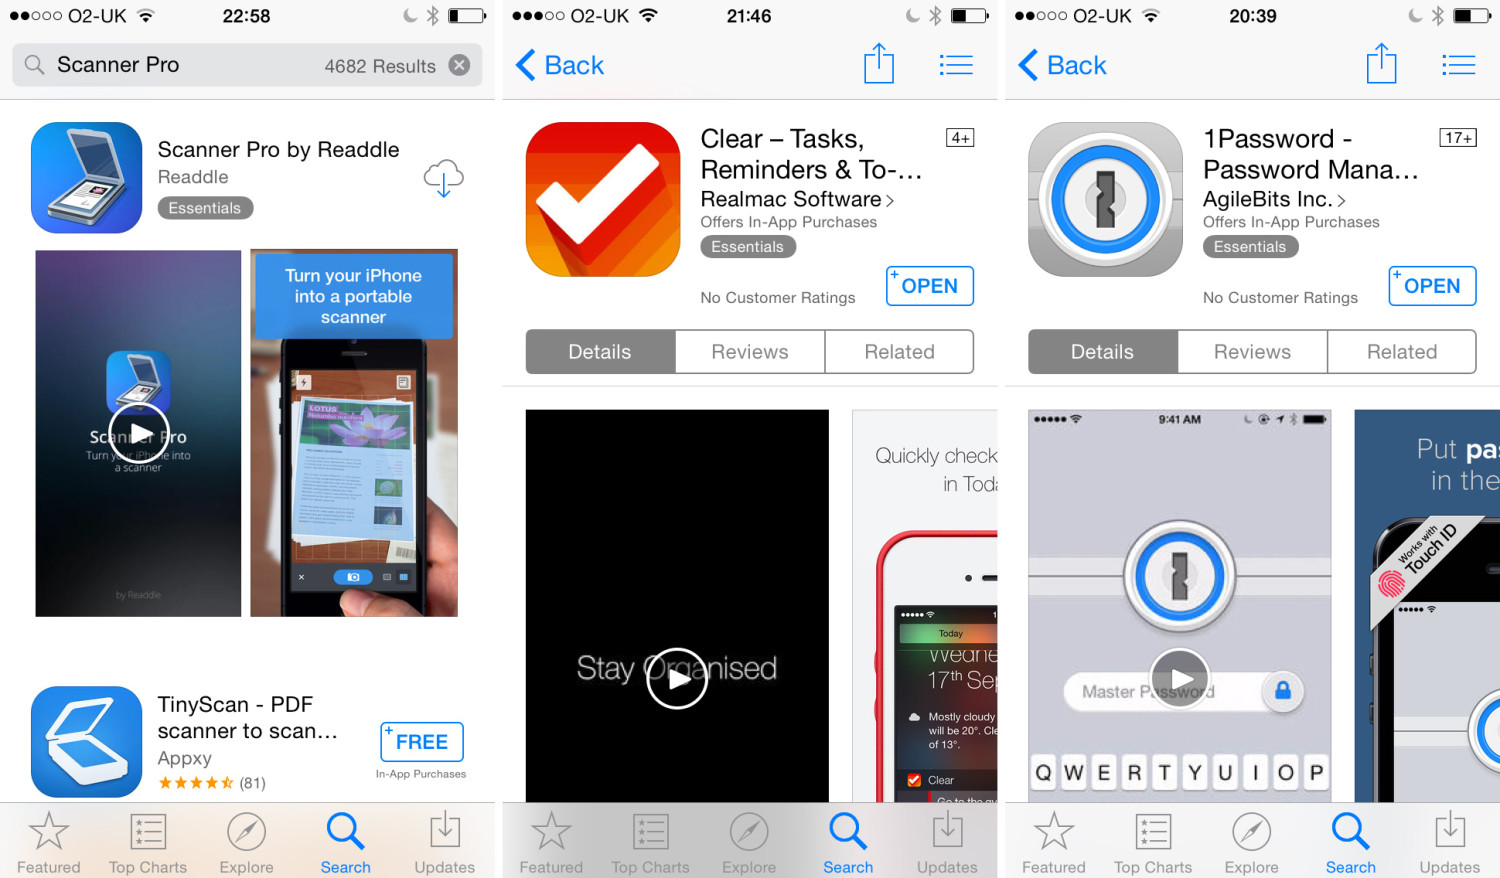 O2-UK 22:58
Scanner Pro 4682 Results
Scanner Pro by Readdle
Readdle
Essentials
Scanner Pro
Turn your iPhone into
a scanner
by Readdle
Turn your iPhone
into a portable
scanner
LOTUS
TinyScan - PDF
scanner to scan...
Appxy
(81)
+ FREE
In-App Purchases
Featured Top Charts Explore Search Updates
O2-UK 21:46
Back
Clear – Tasks,
Reminders & To-...
4+
Realmac Software >
Offers In-App Purchases
Essentials
No Customer Ratings
+ OPEN
Details Reviews Related
Stay Organised
Quickly check
in Toda
Today
Wedne
17th Sep
Mostly cloudy
will be 20°. Cle
of 13°.
Clear
Featured Top Charts Explore Search Updates
O2-UK 20:39
Back
1Password -
Password Mana...
17+
AgileBits Inc. >
Offers In-App Purchases
Essentials
No Customer Ratings
+ OPEN
Details Reviews Related
9:41 AM
Master Password
Q W E R T Y U I O P
Put pas
in the
Works with
Touch ID
Featured Top Charts Explore Search Updates